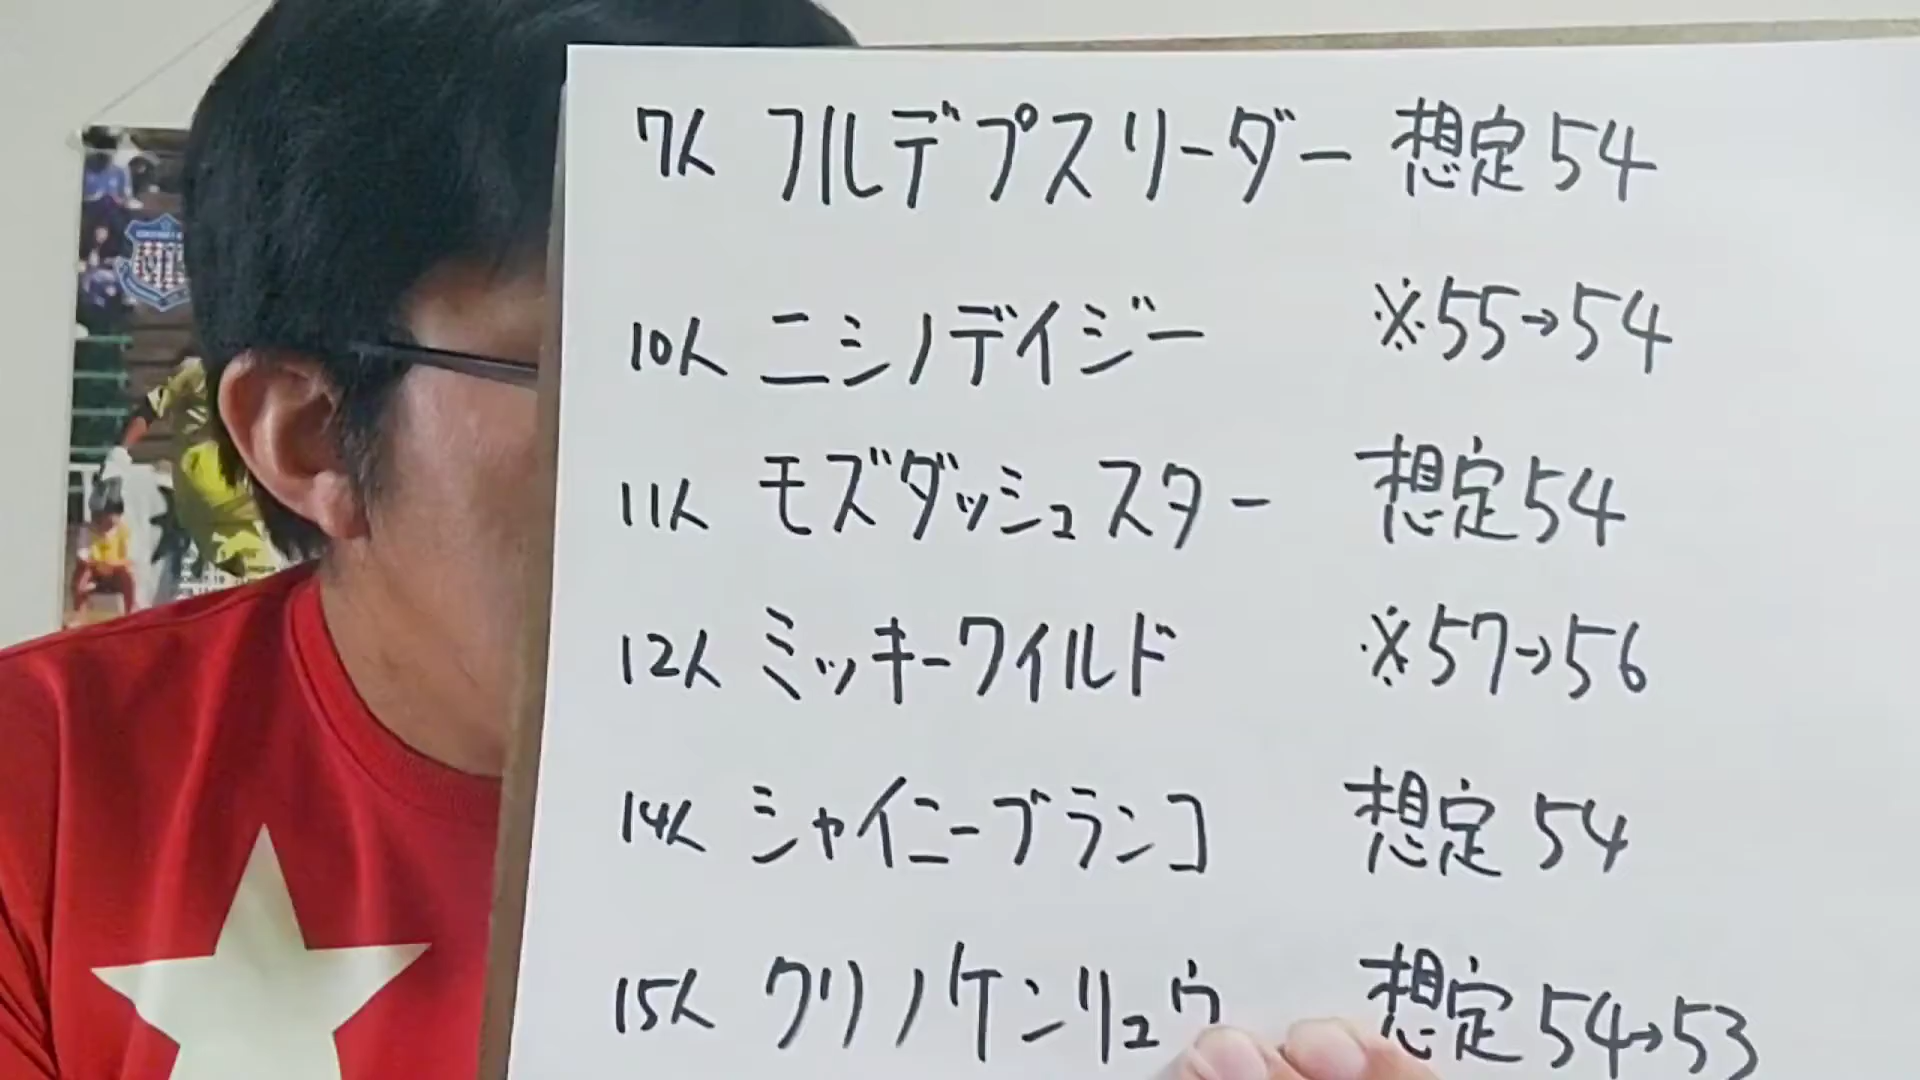 7人 フルデプスリーダー 想定54
10人 ニシノデイジー ※55→54
11人 モズダッシュスター 想定54
12人 ミッキーワイルド ※57→56
14人 シャイニーブランコ 想定54
15人 クリノケンリュウ 想定54→53